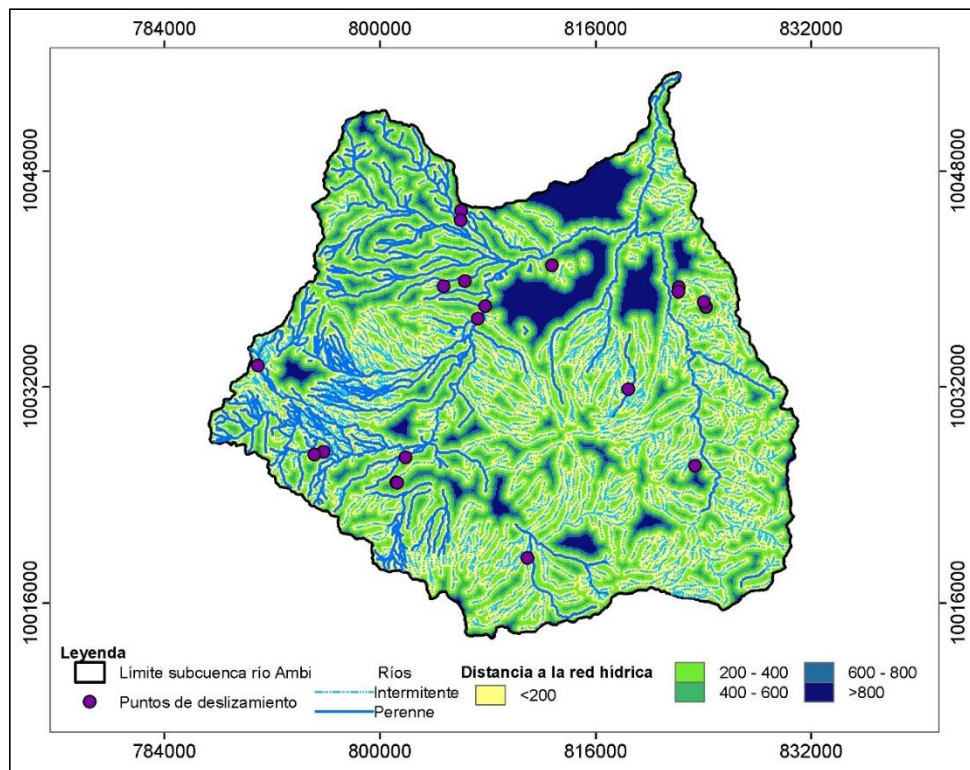 784000 800000 816000 832000
10048000 10048000
10032000 10032000
10016000 10016000
Leyenda
Límite subcuenca río Ambi
Puntos de deslizamiento
Ríos
Intermitente
Perenne
Distancia a la red hídrica
<200
200 - 400
400 - 600
600 - 800
>800
784000 800000 816000 832000